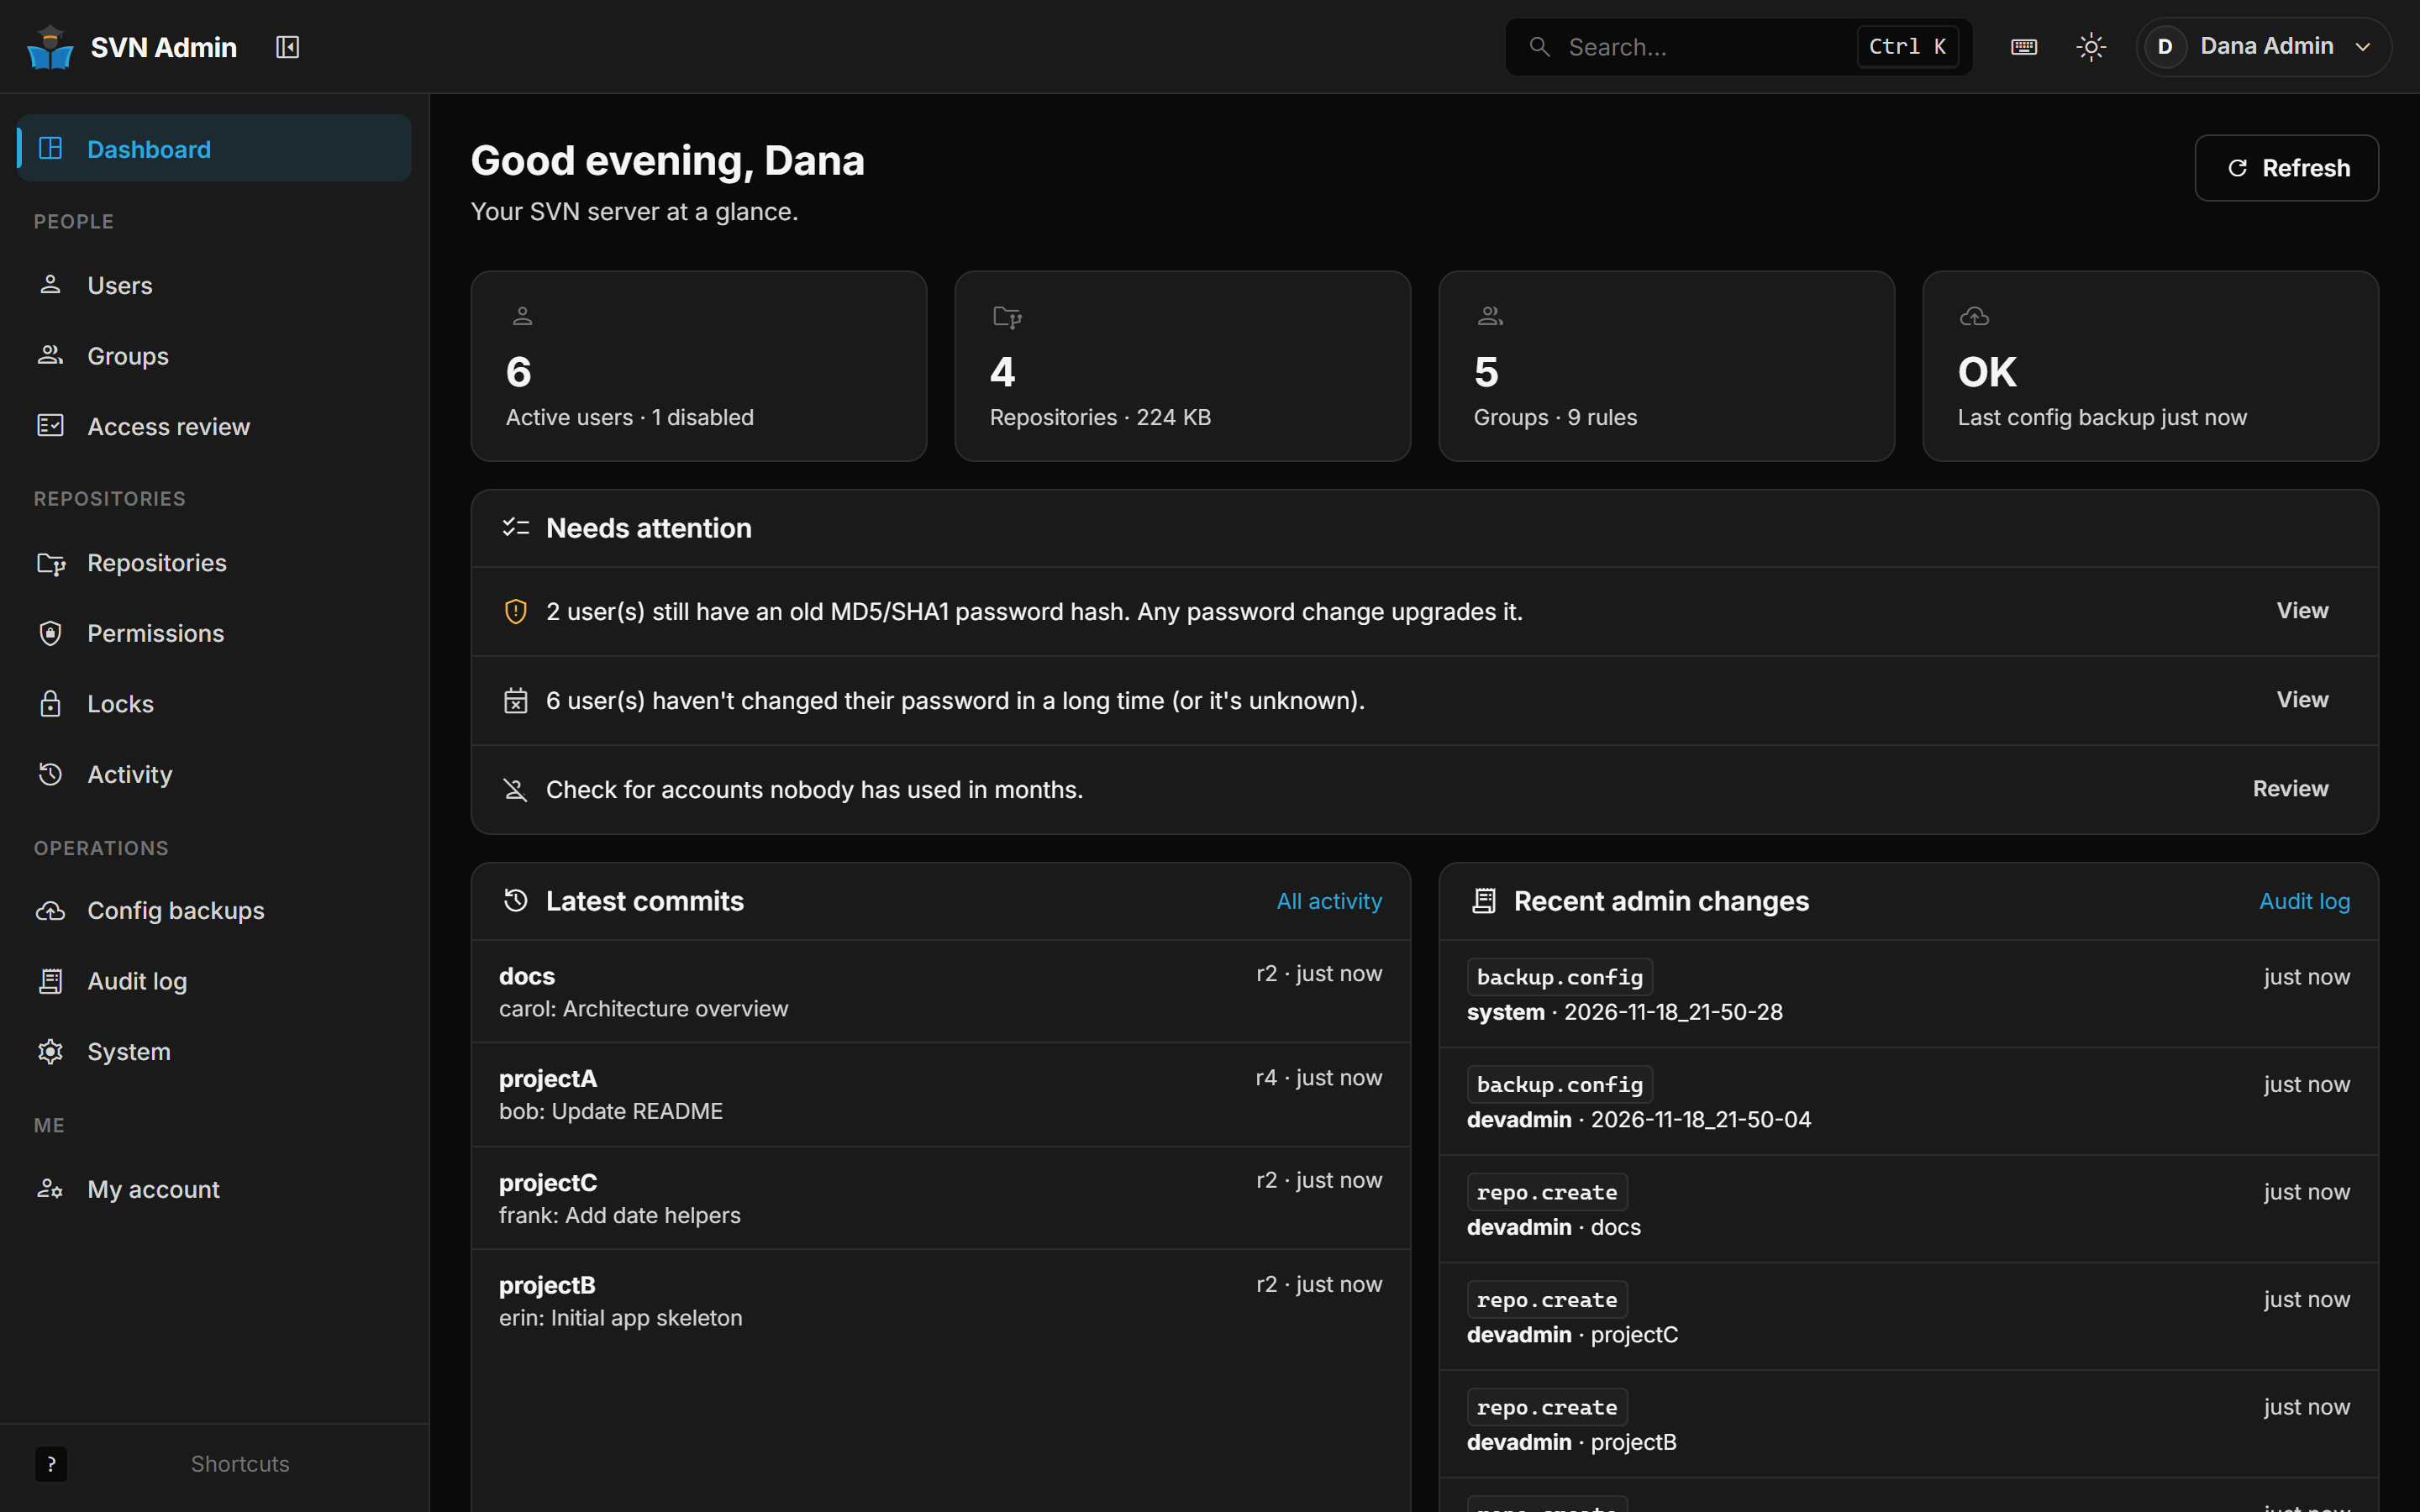 SVN Admin
Search...
Ctrl K
D
Dana Admin
Dashboard
PEOPLE
Users
Groups
Access review
REPOSITORIES
Repositories
Permissions
Locks
Activity
OPERATIONS
Config backups
Audit log
System
ME
My account
?
Shortcuts
Good evening, Dana
Your SVN server at a glance.
Refresh
6
Active users · 1 disabled
4
Repositories · 224 KB
5
Groups · 9 rules
OK
Last config backup just now
Needs attention
2 user(s) still have an old MD5/SHA1 password hash. Any password change upgrades it.
View
6 user(s) haven't changed their password in a long time (or it's unknown).
View
Check for accounts nobody has used in months.
Review
Latest commits
All activity
docs
r2 · just now
carol: Architecture overview
projectA
r4 · just now
bob: Update README
projectC
r2 · just now
frank: Add date helpers
projectB
r2 · just now
erin: Initial app skeleton
Recent admin changes
Audit log
backup.config
just now
system · 2026-11-18_21-50-28
backup.config
just now
devadmin · 2026-11-18_21-50-04
repo.create
just now
devadmin · docs
repo.create
just now
devadmin · projectC
repo.create
just now
devadmin · projectB